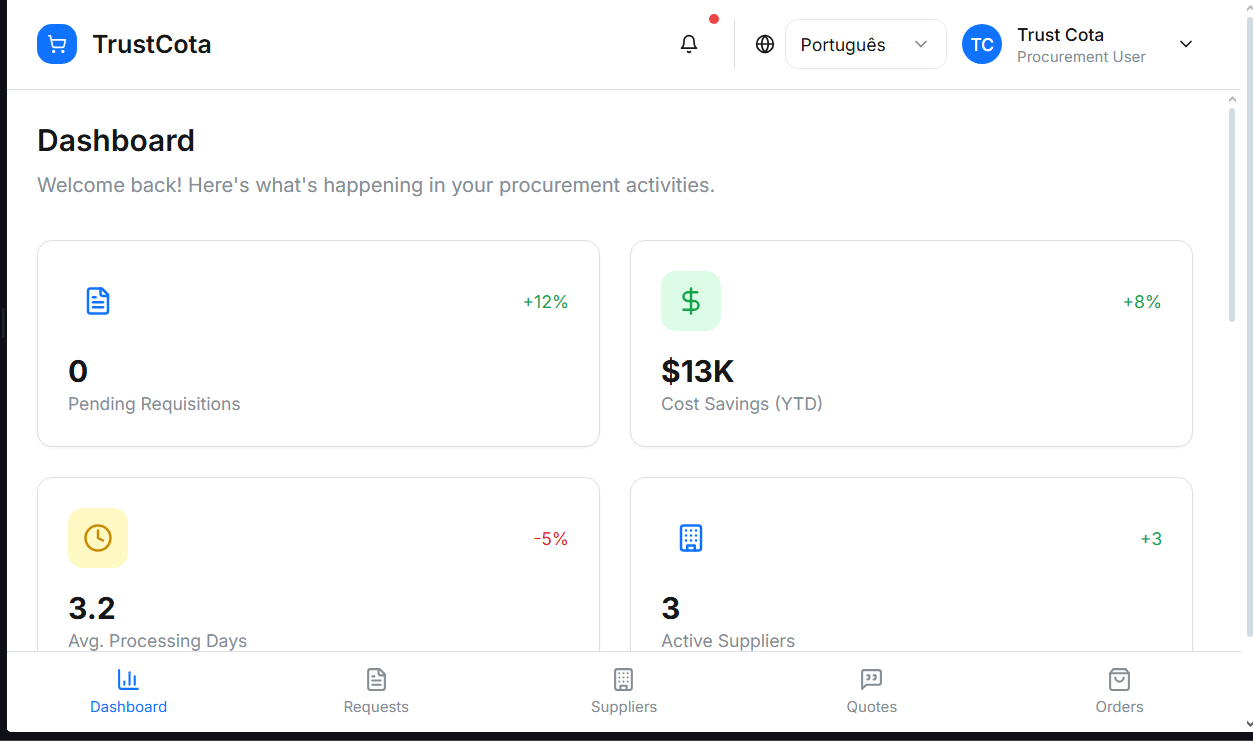 TrustCota
Português
TC
Trust Cota
Procurement User
Dashboard
Welcome back! Here's what's happening in your procurement activities.
+12%
0
Pending Requisitions
+8%
$13K
Cost Savings (YTD)
-5%
3.2
Avg. Processing Days
+3
3
Active Suppliers
Dashboard
Requests
Suppliers
Quotes
Orders